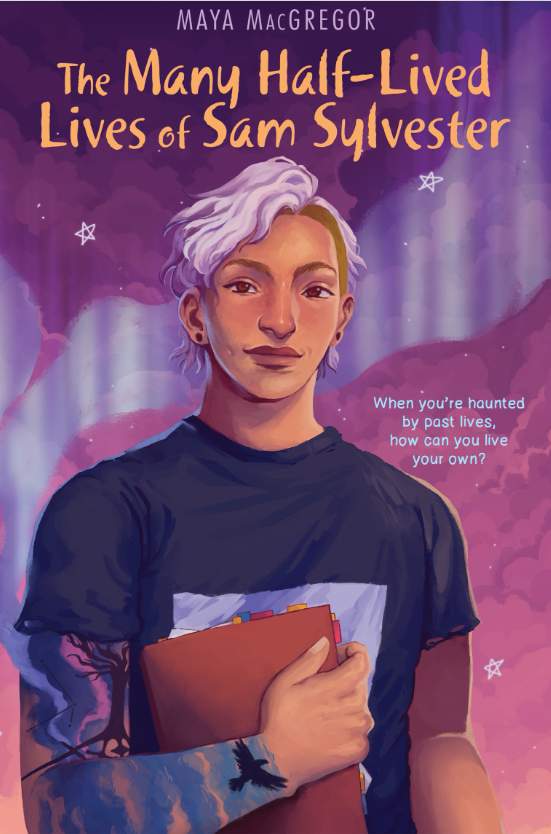 MAYA MACGREGOR
The Many Half-Lived
Lives of Sam Sylvester
When you're haunted
by past lives,
how can you live
your own?